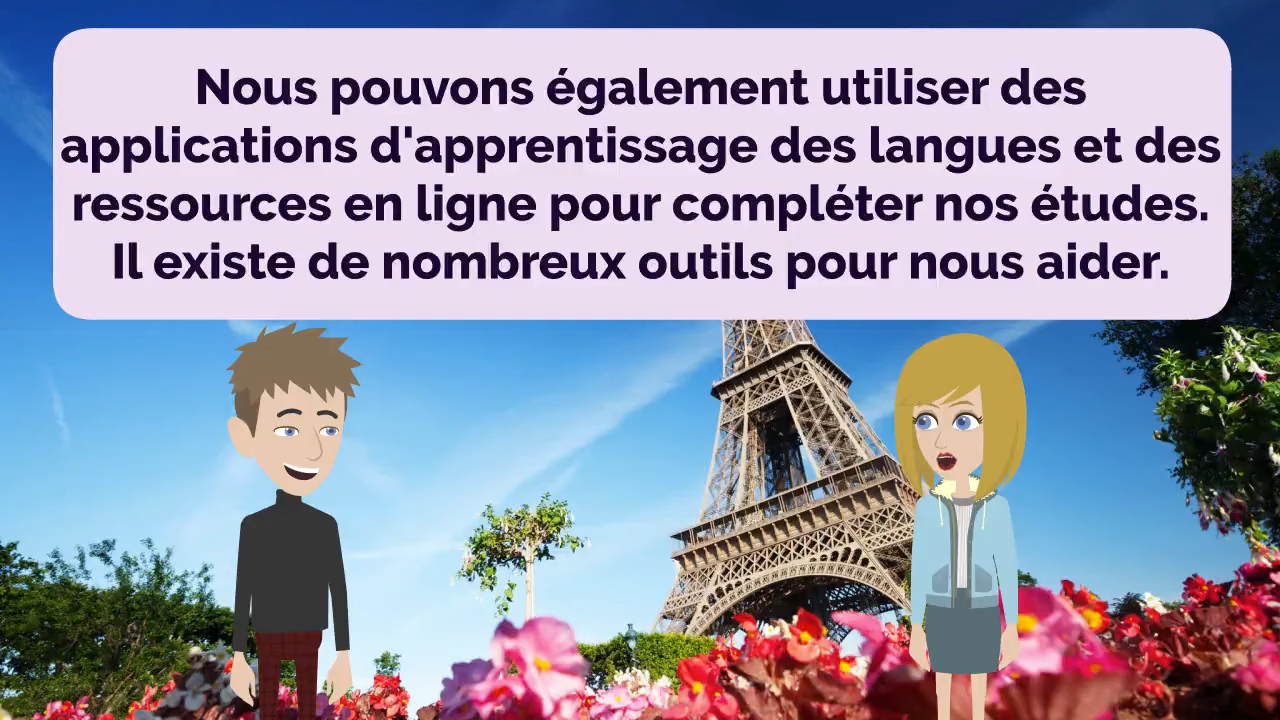 Nous pouvons également utiliser des
applications d'apprentissage des langues et des
ressources en ligne pour compléter nos études.
Il existe de nombreux outils pour nous aider.